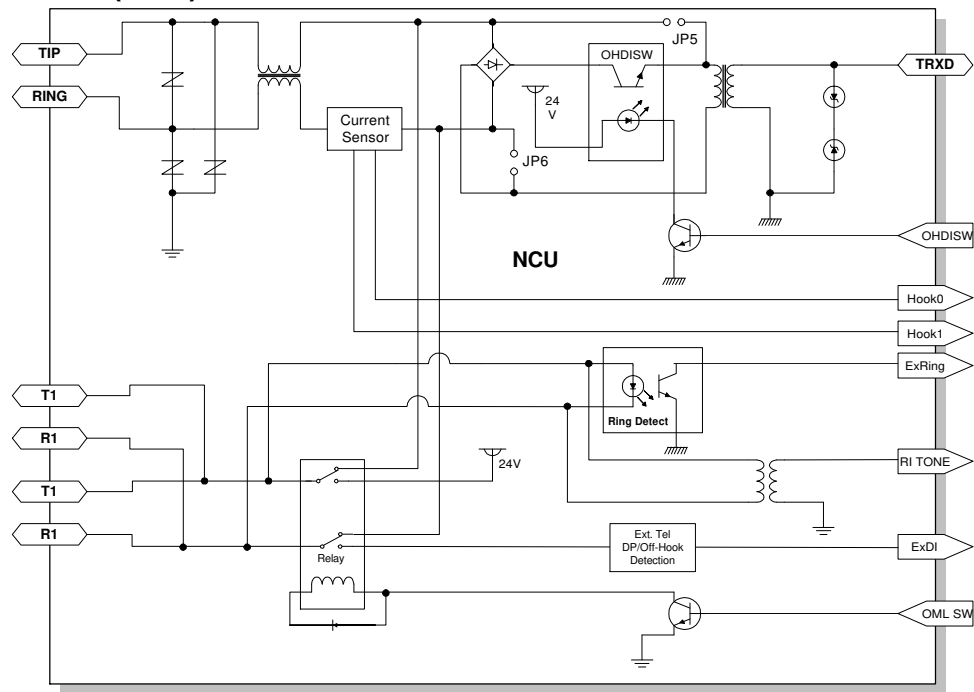 TIP
JP5
OHDISW
TRXD
RING
24
V
Current
Sensor
JP6
OHDISW
NCU
Hook0
Hook1
ExRing
T1
Ring Detect
R1
24V
RI TONE
T1
R1
Relay
Ext. Tel
DP/Off-Hook
Detection
ExDI
OML SW